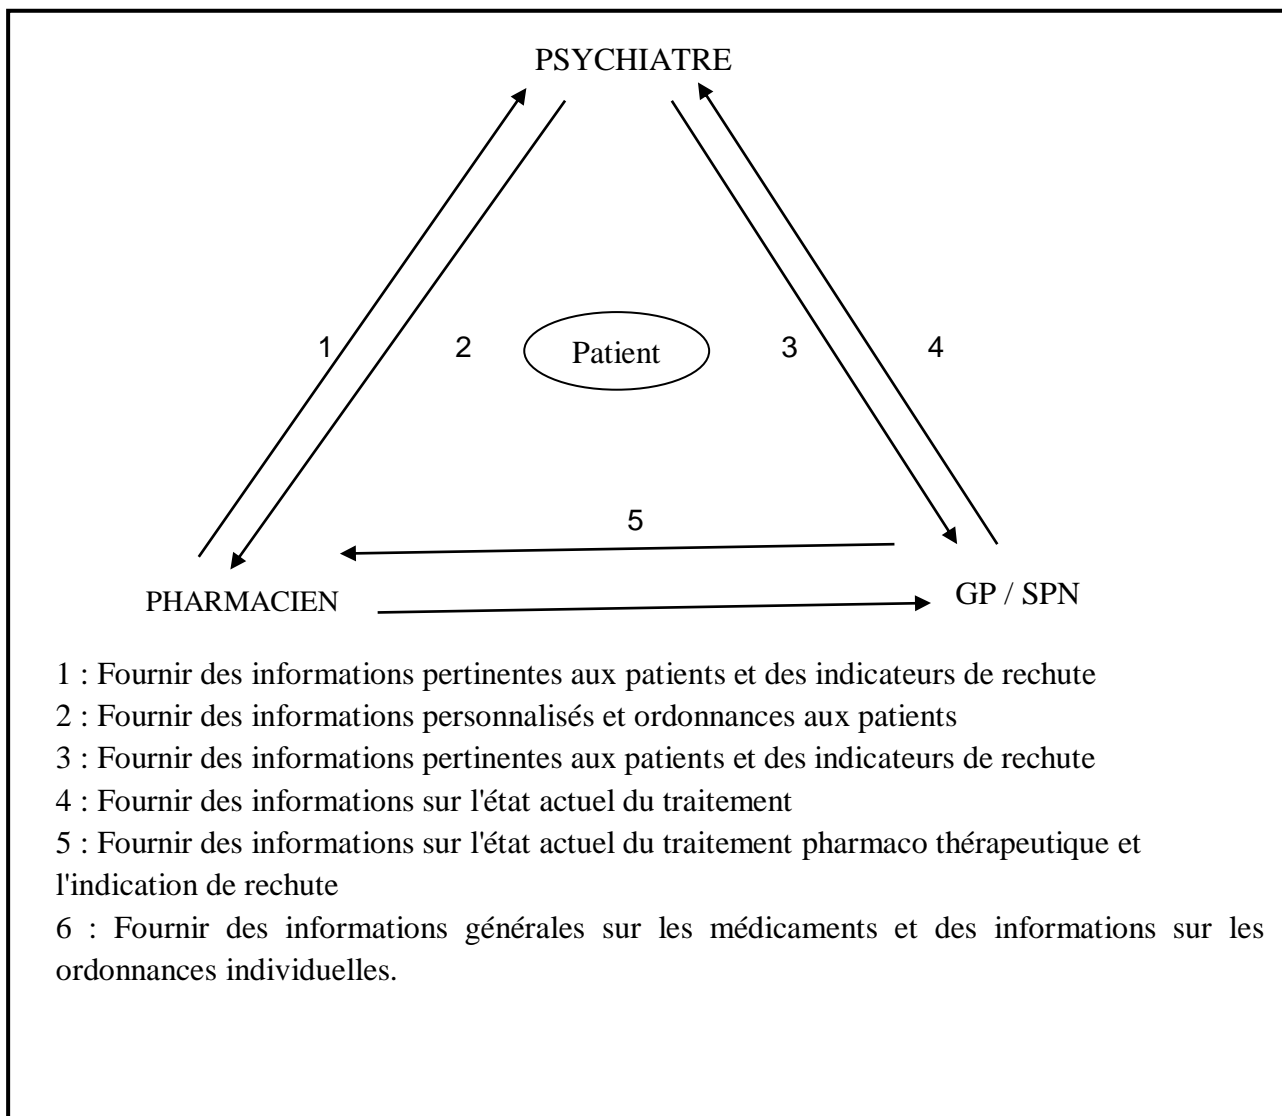 PSYCHIATRE
1
2
Patient
3
4
5
PHARMACIEN
GP / SPN
1 : Fournir des informations pertinentes aux patients et des indicateurs de rechute
2 : Fournir des informations personnalisés et ordonnances aux patients
3 : Fournir des informations pertinentes aux patients et des indicateurs de rechute
4 : Fournir des informations sur l'état actuel du traitement
5 : Fournir des informations sur l'état actuel du traitement pharmaco thérapeutique et
l'indication de rechute
6 : Fournir des informations générales sur les médicaments et des informations sur les
ordonnances individuelles.